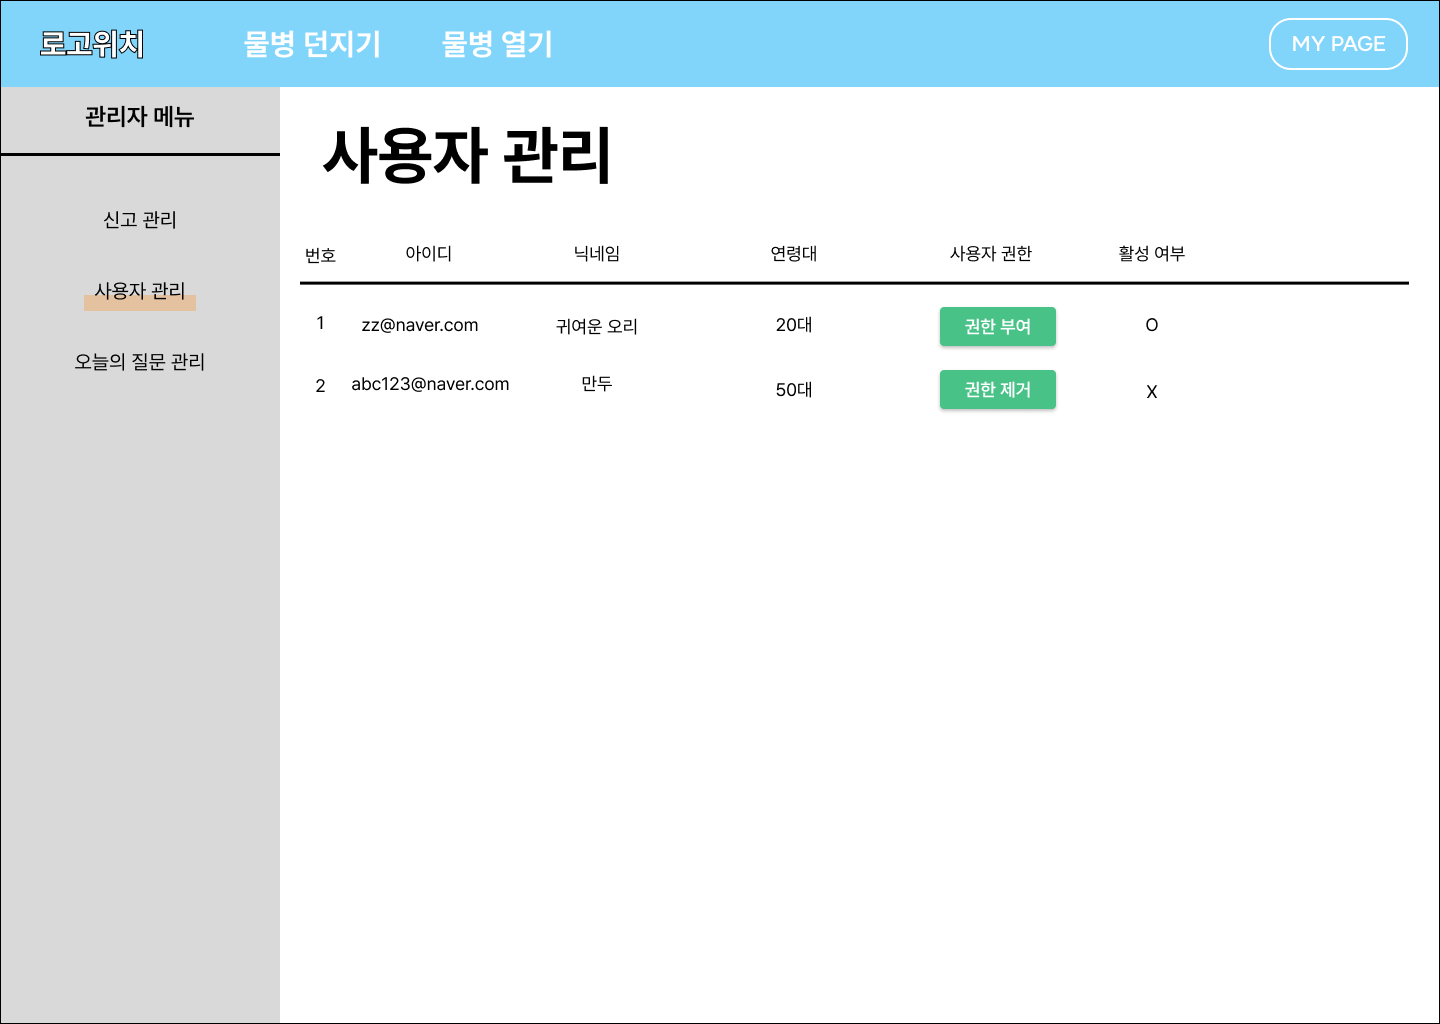 로고위치 물병 던지기 물병 열기 MY PAGE
관리자 메뉴
신고 관리
사용자 관리
오늘의 질문 관리
사용자 관리
번호 아이디 닉네임 연령대 사용자 권한 활성 여부
1 zz@naver.com 귀여운 오리 20대 권한 부여 O
2 abc123@naver.com 만두 50대 권한 제거 X